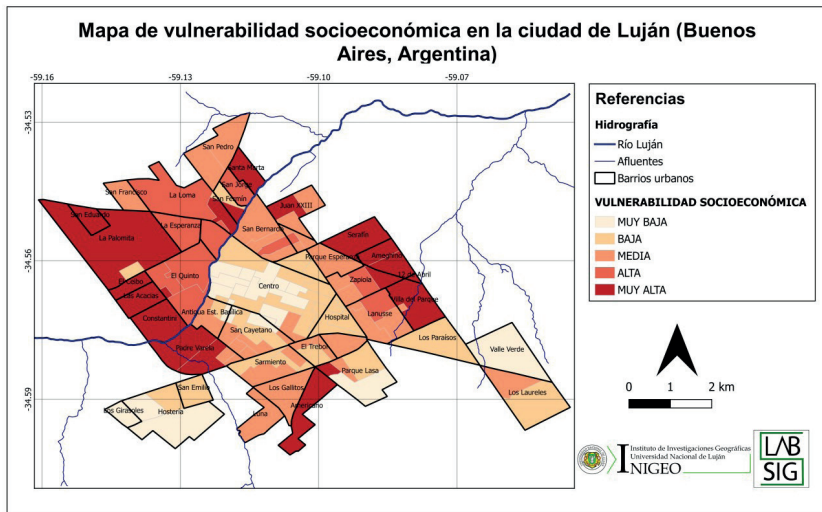 Mapa de vulnerabilidad socioeconómica en la ciudad de Luján (Buenos
Aires, Argentina)
-59.16
-59.13
-59.10
-59.07
-34.53
-34.56
-34.59
San Pedro
Santa Marta
San Jorge
San Francisco
La Loma
San Fermín
Juan XXIII
San Eduardo
La Esperanza
San Bernardo
Serafín
La Palomita
Parque Esperanza
Ameghino
El Quinto
Zapiola
12 de Abril
El Lobo
Centro
Las Acacias
Villa del Parque
Constantini
Antigua Est. Basílica
Hospital
Lanusse
San Cayetano
Los Paraísos
Padre Varela
El Trebol
Valle Verde
Sarmiento
Parque Lasa
San Emilio
Los Gallitos
Los Laureles
Los Girasoles
Hostería
Luna
Americano
Referencias
Hidrografía
Río Luján
Afluentes
Barrios urbanos
VULNERABILIDAD SOCIOECONÓMICA
MUY BAJA
BAJA
MEDIA
ALTA
MUY ALTA
0 1 2 km
Instituto de Investigaciones Geográficas
Universidad Nacional de Luján
INIGEO
LAB
SIG